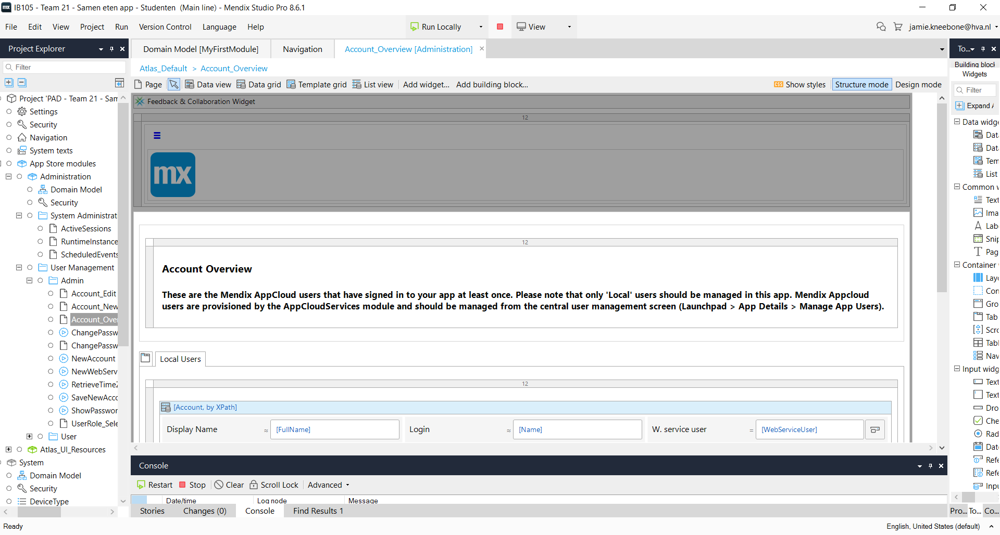 IB105 - Team 21 - Samen eten app - Studenten (Main line) - Mendix Studio Pro 8.6.1
File Edit View Project Run Version Control Language Help
Run Locally
View
jamie.kneebone@hva.nl
Project Explorer
Domain Model [MyFirstModule]
Navigation
Account_Overview [Administration]
To...
Filter
Atlas_Default > Account_Overview
Building block
Widgets
Page
Data view
Data grid
Template grid
List view
Add widget...
Add building block...
CSS Show styles
Structure mode
Design mode
Filter
Expand A
Project 'PAD - Team 21 - Sam
Settings
Security
Navigation
System texts
App Store modules
Administration
Domain Model
Security
System Administrat
ActiveSessions
RuntimeInstance
ScheduledEvents
User Management
Admin
Account_Edit
Account_New
Account_Over
ChangePassw
ChangePassw
NewAccount
NewWebServ
RetrieveTimeZ
SaveNewAcco
ShowPasswor
UserRole_Sele
User
Atlas_UI_Resources
System
Domain Model
Security
DeviceType
Feedback & Collaboration Widget
12
mx
12
Account Overview
These are the Mendix AppCloud users that have signed in to your app at least once. Please note that only 'Local' users should be managed in this app. Mendix Appcloud
users are provisioned by the AppCloudServices module and should be managed from the central user management screen (Launchpad > App Details > Manage App Users).
Local Users
12
[Account, by XPath]
Display Name ≈ [FullName] Login ≈ [Name] W. service user = [WebServiceUser]
Data widge
Data
Data
Tem
List
Common w
Text
Ima
Labe
Snip
Pag
Container
Layo
Con
Gro
Tab
Scro
Tabl
Nav
Input widg
Text
Text
Dro
Che
Rad
Date
Refe
Refe
Inpu
Console
Restart
Stop
Clear
Scroll Lock
Advanced
Date/time
Log node
Message
Stories
Changes (0)
Console
Find Results 1
Pro... To... Co...
Ready
English, United States (default)